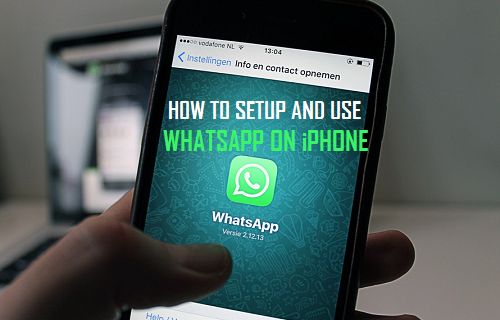 vodafone NL 13:04
Instellingen Info en contact opnemen
HOW TO SETUP AND USE
WHATSAPP ON iPHONE
WhatsApp
Versie 2.12.13
Help /